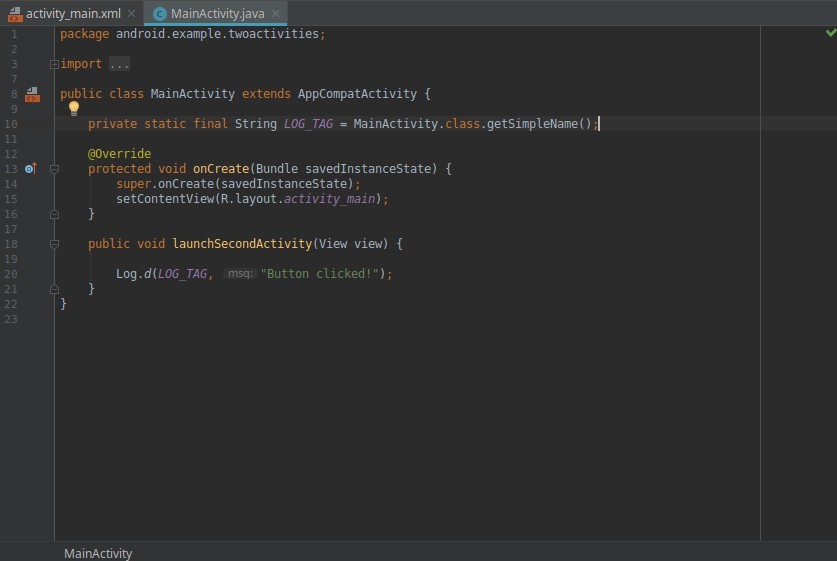 activity_main.xml MainActivity.java
1 package android.example.twoactivities;
2
3 import ...
7
8 public class MainActivity extends AppCompatActivity {
9
10 private static final String LOG_TAG = MainActivity.class.getSimpleName();
11
12 @Override
13 protected void onCreate(Bundle savedInstanceState) {
14 super.onCreate(savedInstanceState);
15 setContentView(R.layout.activity_main);
16 }
17
18 public void launchSecondActivity(View view) {
19
20 Log.d(LOG_TAG, msg: "Button clicked!");
21 }
22 }
23
MainActivity